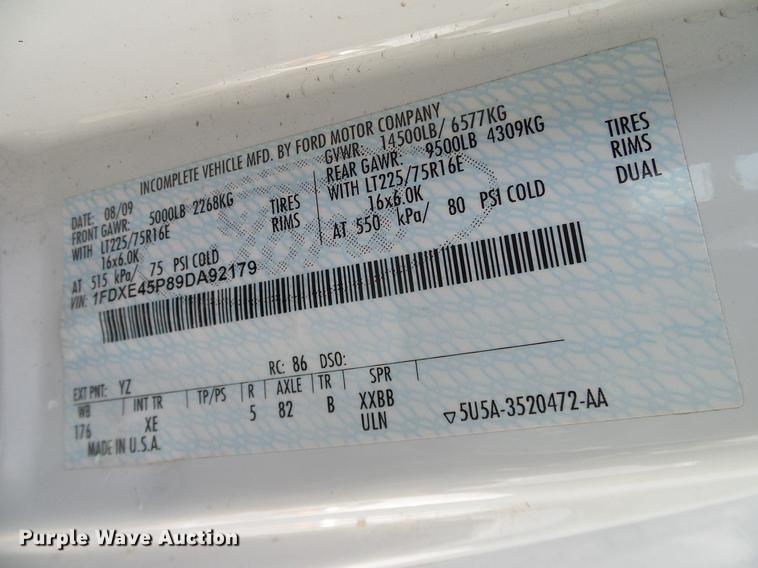 INCOMPLETE VEHICLE MFD. BY FORD MOTOR COMPANY
DATE: 08/09 GVWR: 14500LB/ 6577KG
FRONT GAWR: 5000LB 2268KG REAR GAWR: 9500LB 4309KG
WITH LT225/75R16E TIRES WITH LT225/75R16E TIRES
16x6.0K RIMS 16x6.0K RIMS
AT 515 kPa/ 75 PSI COLD AT 550 kPa/ 80 PSI COLD DUAL
VIN: 1FDXE45P89DA92179
EXT PNT: YZ RC: 86 DSO:
WB INT TR TP/PS R AXLE TR SPR
176 XE 5 82 B XXBB
ULN
MADE IN U.S.A. ▽5U5A-3520472-AA
Purple Wave Auction